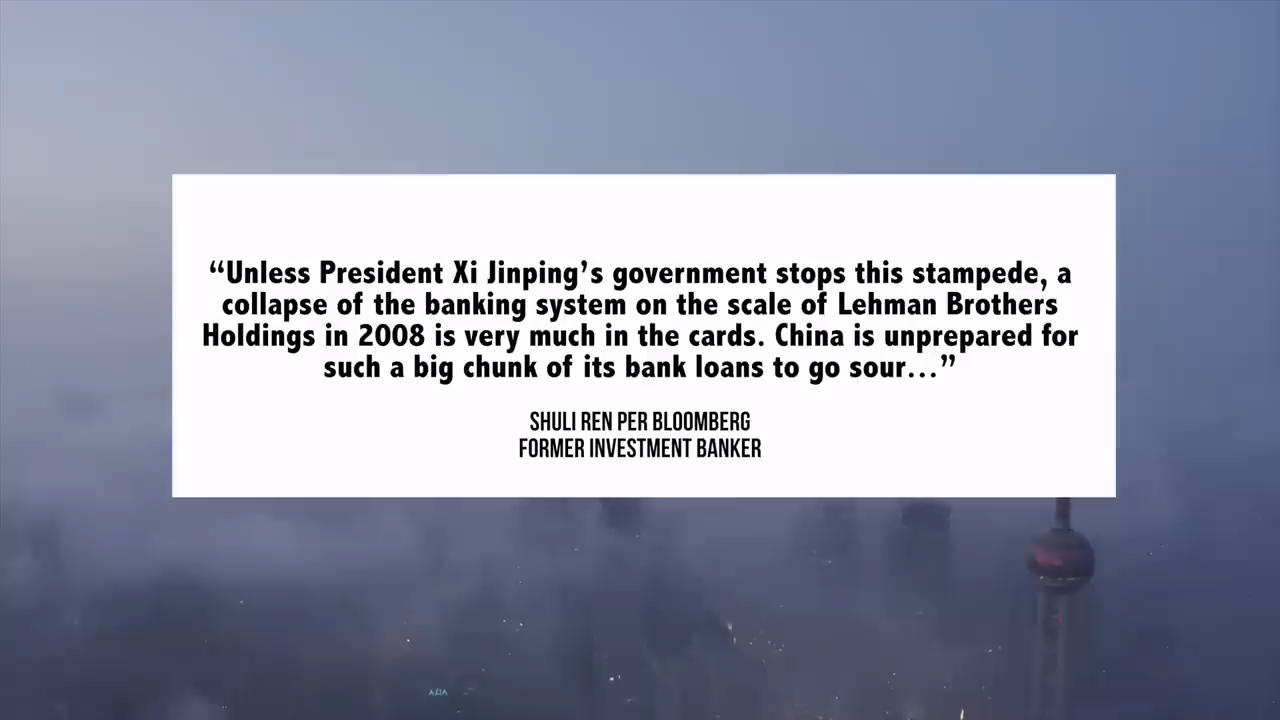 “Unless President Xi Jinping’s government stops this stampede, a
collapse of the banking system on the scale of Lehman Brothers
Holdings in 2008 is very much in the cards. China is unprepared for
such a big chunk of its bank loans to go sour...”
SHULI REN PER BLOOMBERG
FORMER INVESTMENT BANKER